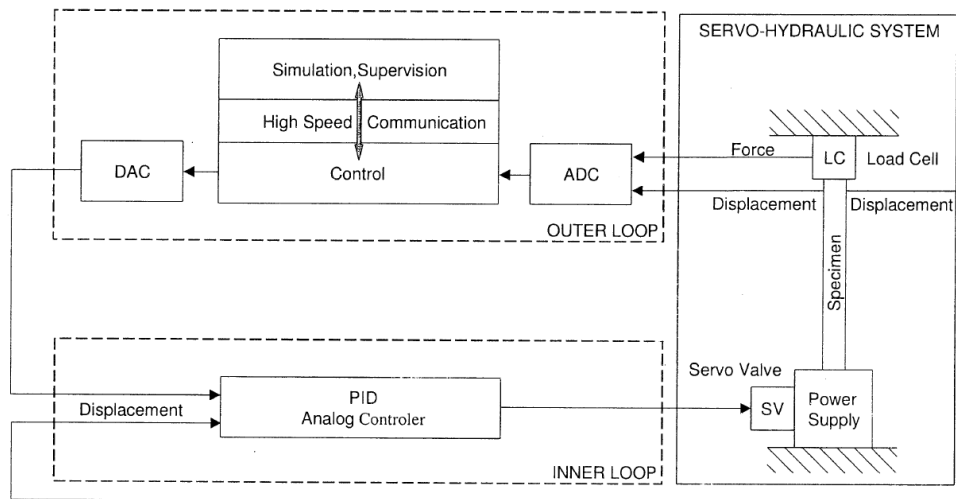 SERVO-HYDRAULIC SYSTEM
Simulation,Supervision
High Speed Communication
Control
DAC
ADC
Force
LC
Load Cell
Displacement
Displacement
OUTER LOOP
Specimen
Servo Valve
SV
Power
Supply
Displacement
PID
Analog Controler
INNER LOOP